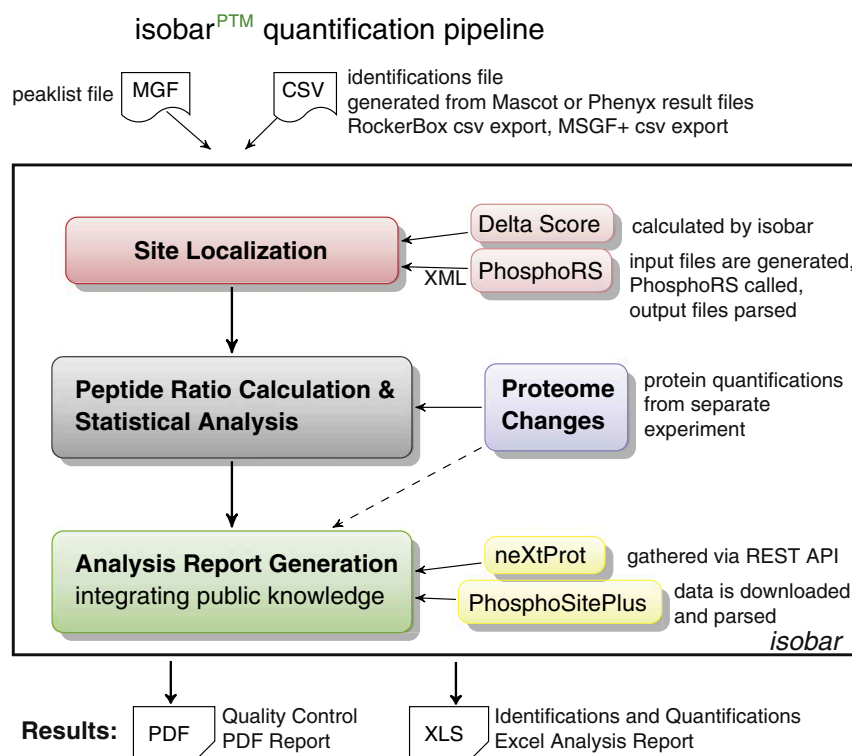 isobarPTM quantification pipeline
peaklist file
MGF
CSV
identifications file
generated from Mascot or Phenyx result files
RockerBox csv export, MSGF+ csv export
Site Localization
Delta Score
calculated by isobar
XML
PhosphoRS
input files are generated,
PhosphoRS called,
output files parsed
Peptide Ratio Calculation &
Statistical Analysis
Proteome
Changes
protein quantifications
from separate
experiment
Analysis Report Generation
integrating public knowledge
neXtProt
gathered via REST API
PhosphoSitePlus
data is downloaded
and parsed
isobar
Results:
PDF
Quality Control
PDF Report
XLS
Identifications and Quantifications
Excel Analysis Report